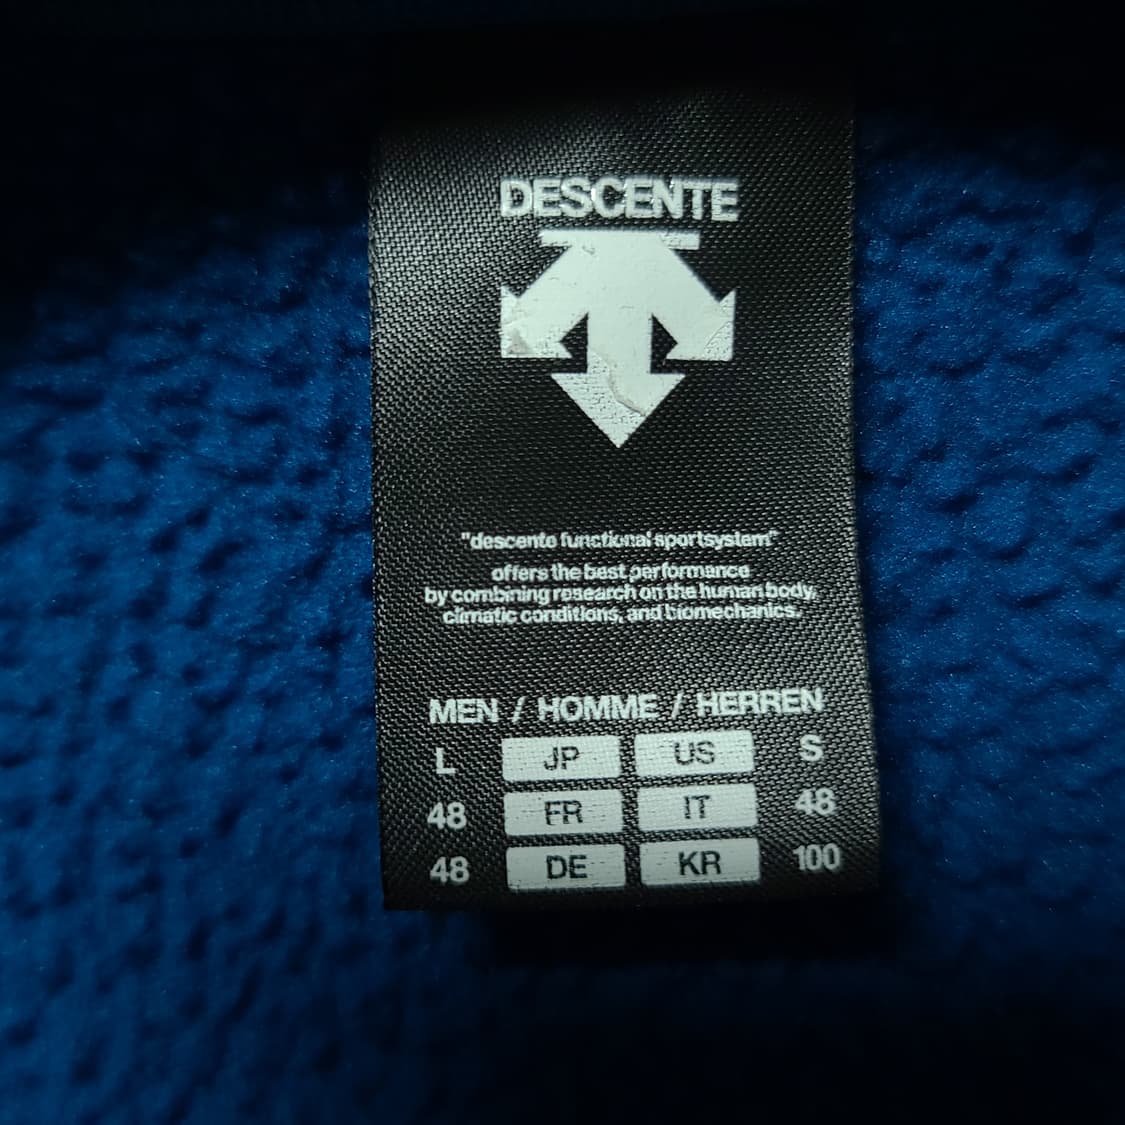 DESCENTE
"descente functional sportsystem"
offers the best performance
by combining research on the human body,
climatic conditions, and biomechanics.
MEN / HOMME / HERREN
L JP US S
48 FR IT 48
48 DE KR 100